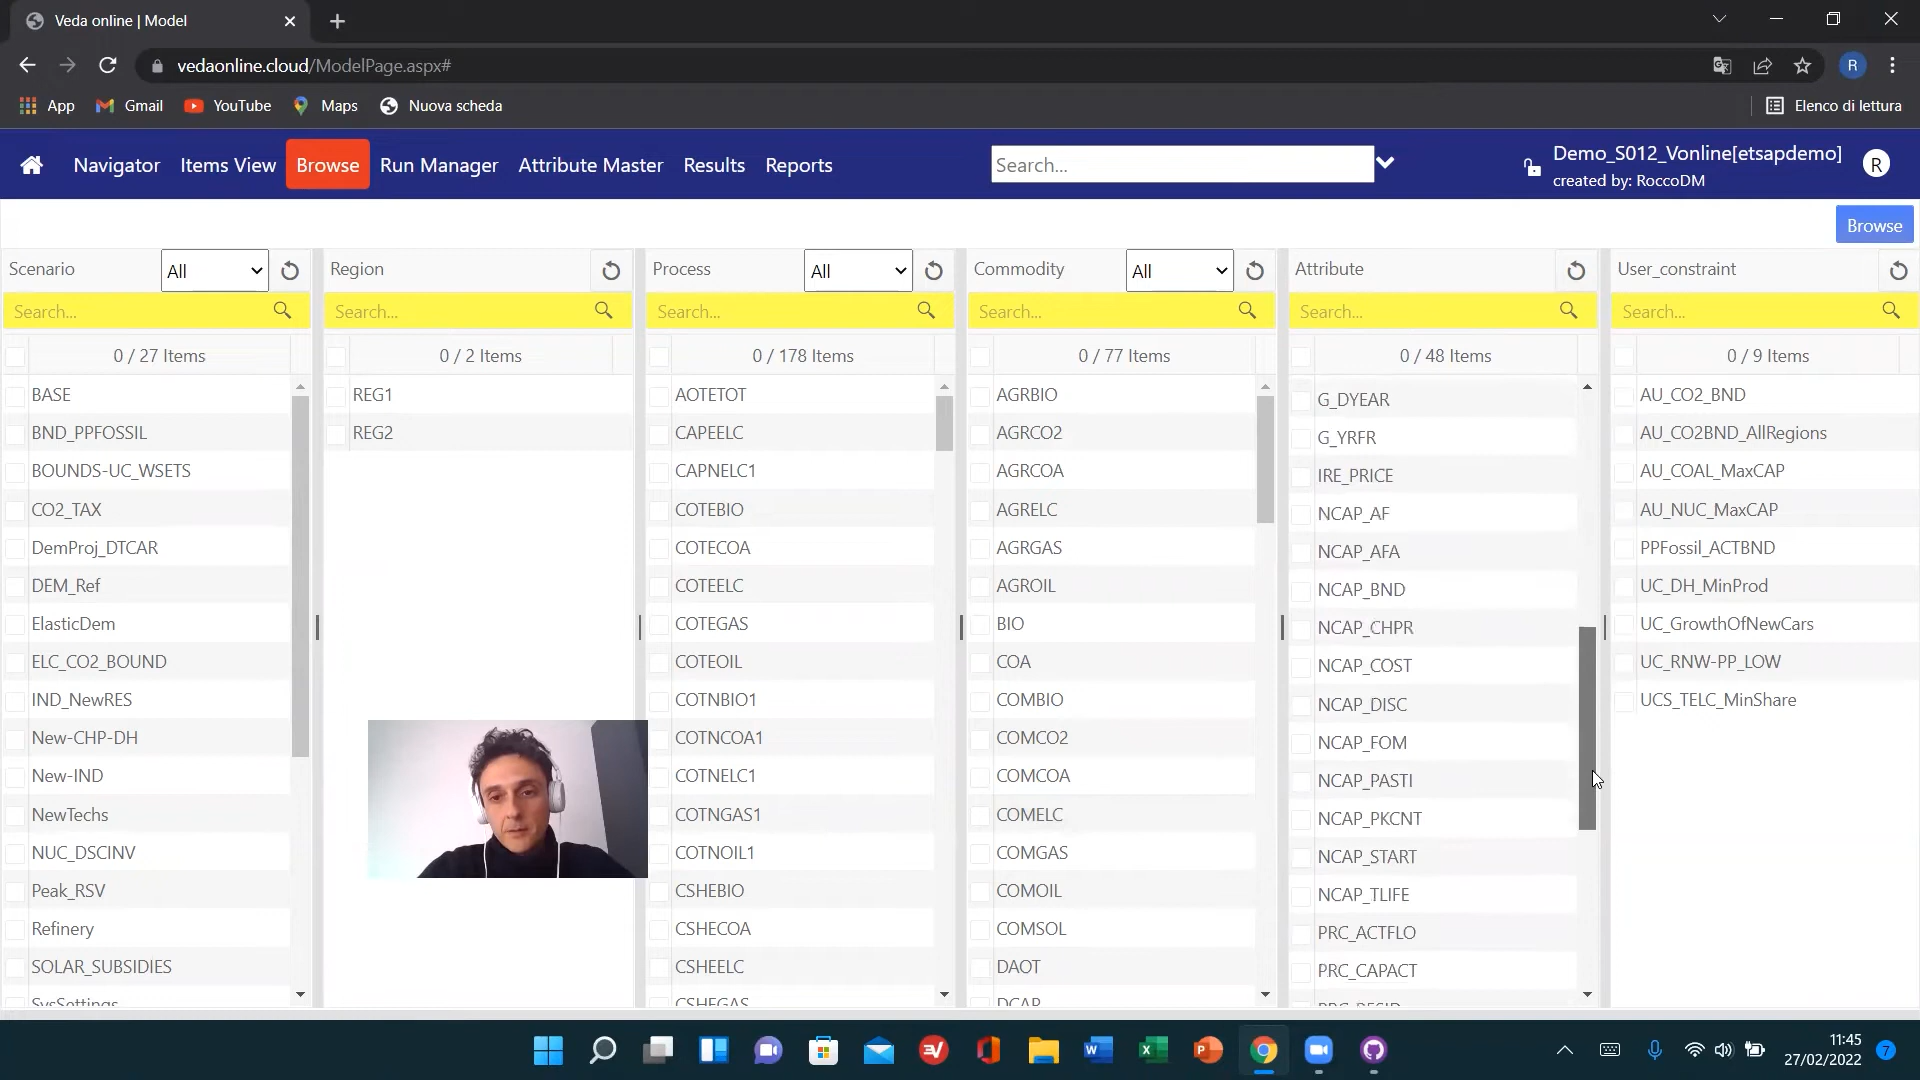 Veda online | Model
vedaonline.cloud/ModelPage.aspx#
R
App Gmail YouTube Maps Nuova scheda Elenco di lettura
Navigator Items View Browse Run Manager Attribute Master Results Reports
Search...
Demo_S012_Vonline[etsapdemo]
created by: RoccoDM
R
Browse
Scenario All
Search...
0 / 27 Items
BASE
BND_PPFOSSIL
BOUNDS-UC_WSETS
CO2_TAX
DemProj_DTCAR
DEM_Ref
ElasticDem
ELC_CO2_BOUND
IND_NewRES
New-CHP-DH
New-IND
NewTechs
NUC_DSCINV
Peak_RSV
Refinery
SOLAR_SUBSIDIES
SysSettings
Region
Search...
0 / 2 Items
REG1
REG2
Process All
Search...
0 / 178 Items
AOTETOT
CAPEELC
CAPNELC1
COTEBIO
COTECOA
COTEELC
COTEGAS
COTEOIL
COTNBIO1
COTNCOA1
COTNELC1
COTNGAS1
COTNOIL1
CSHEBIO
CSHECOA
CSHEELC
CSHEGAS
Commodity All
Search...
0 / 77 Items
AGRBIO
AGRCO2
AGRCOA
AGRELC
AGRGAS
AGROIL
BIO
COA
COMBIO
COMCO2
COMCOA
COMELC
COMGAS
COMOIL
COMSOL
DAOT
DCAR
Attribute
Search...
0 / 48 Items
G_DYEAR
G_YRFR
IRE_PRICE
NCAP_AF
NCAP_AFA
NCAP_BND
NCAP_CHPR
NCAP_COST
NCAP_DISC
NCAP_FOM
NCAP_PASTI
NCAP_PKCNT
NCAP_START
NCAP_TLIFE
PRC_ACTFLO
PRC_CAPACT
PRC_RESID
User_constraint
Search...
0 / 9 Items
AU_CO2_BND
AU_CO2BND_AllRegions
AU_COAL_MaxCAP
AU_NUC_MaxCAP
PPFossil_ACTBND
UC_DH_MinProd
UC_GrowthOfNewCars
UC_RNW-PP_LOW
UCS_TELC_MinShare
11:45
27/02/2022
7